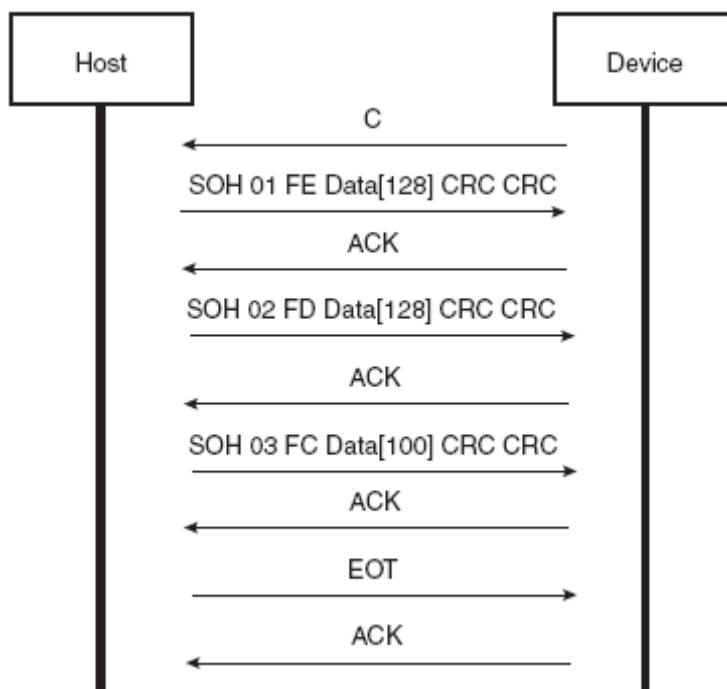 Host
Device
C
SOH 01 FE Data[128] CRC CRC
ACK
SOH 02 FD Data[128] CRC CRC
ACK
SOH 03 FC Data[100] CRC CRC
ACK
EOT
ACK